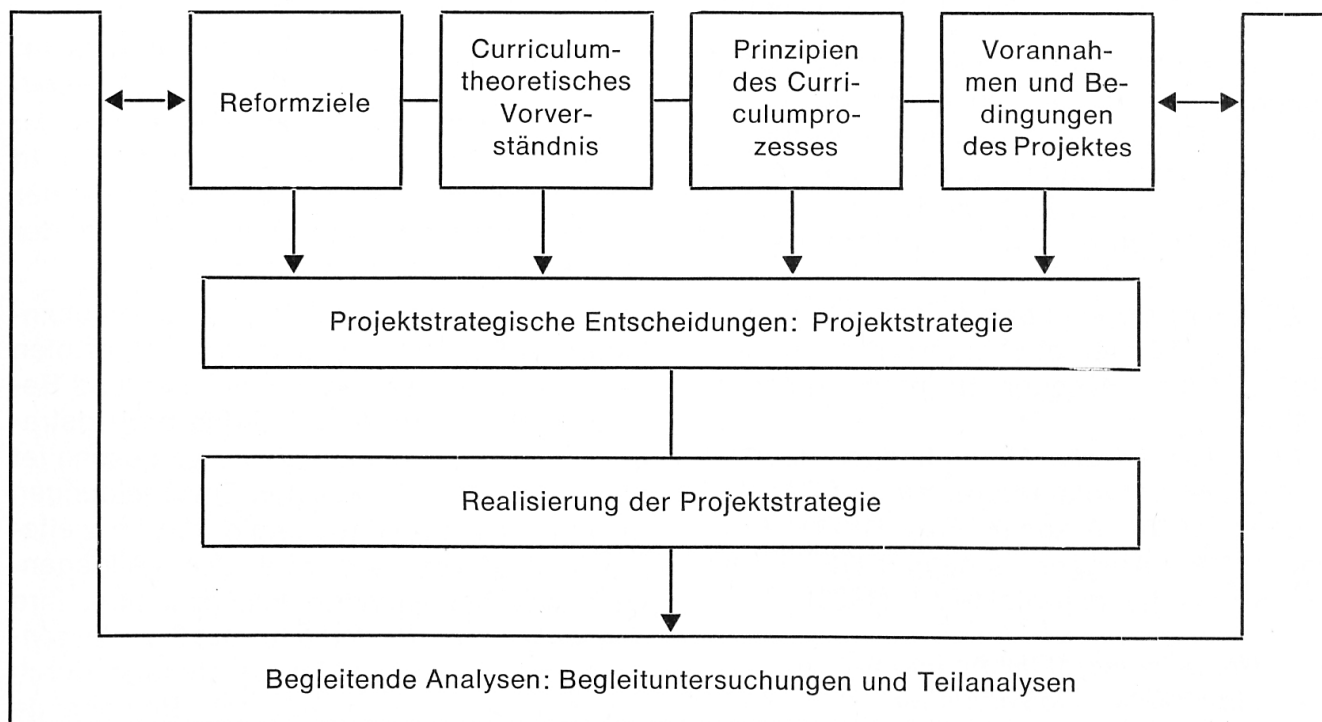 Reformziele
Curriculum-
theoretisches
Vorver-
ständnis
Prinzipien
des Curri-
culumpro-
zesses
Vorannah-
men und Be-
dingungen
des Projektes
Projektstrategische Entscheidungen: Projektstrategie
Realisierung der Projektstrategie
Begleitende Analysen: Begleituntersuchungen und Teilanalysen